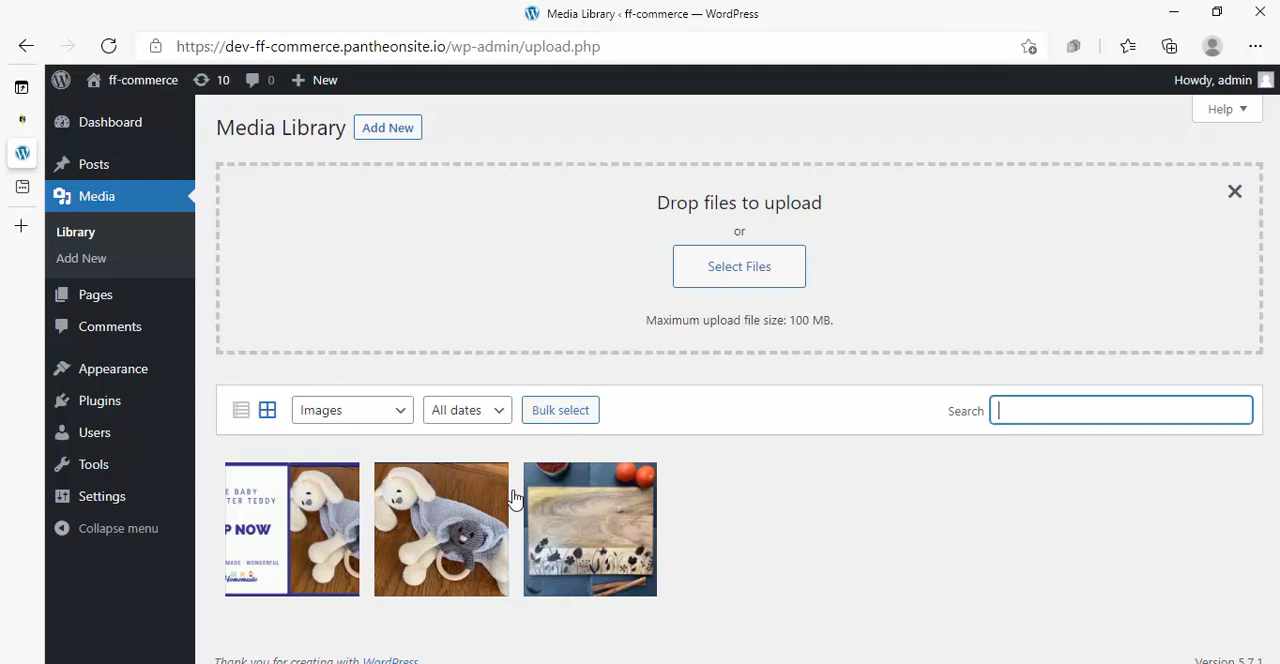 Media Library ‹ ff-commerce — WordPress
https://dev-ff-commerce.pantheonsite.io/wp-admin/upload.php
ff-commerce 10 0 New
Howdy, admin
Help
Dashboard
Posts
Media
Library
Add New
Pages
Comments
Appearance
Plugins
Users
Tools
Settings
Collapse menu
Media Library Add New
Drop files to upload
or
Select Files
Maximum upload file size: 100 MB.
Images All dates Bulk select Search
E BABY
TER TEDDY
P NOW
MADE · WONDERFUL
Homemade
Thank you for creating with WordPress
Version 5.7.1